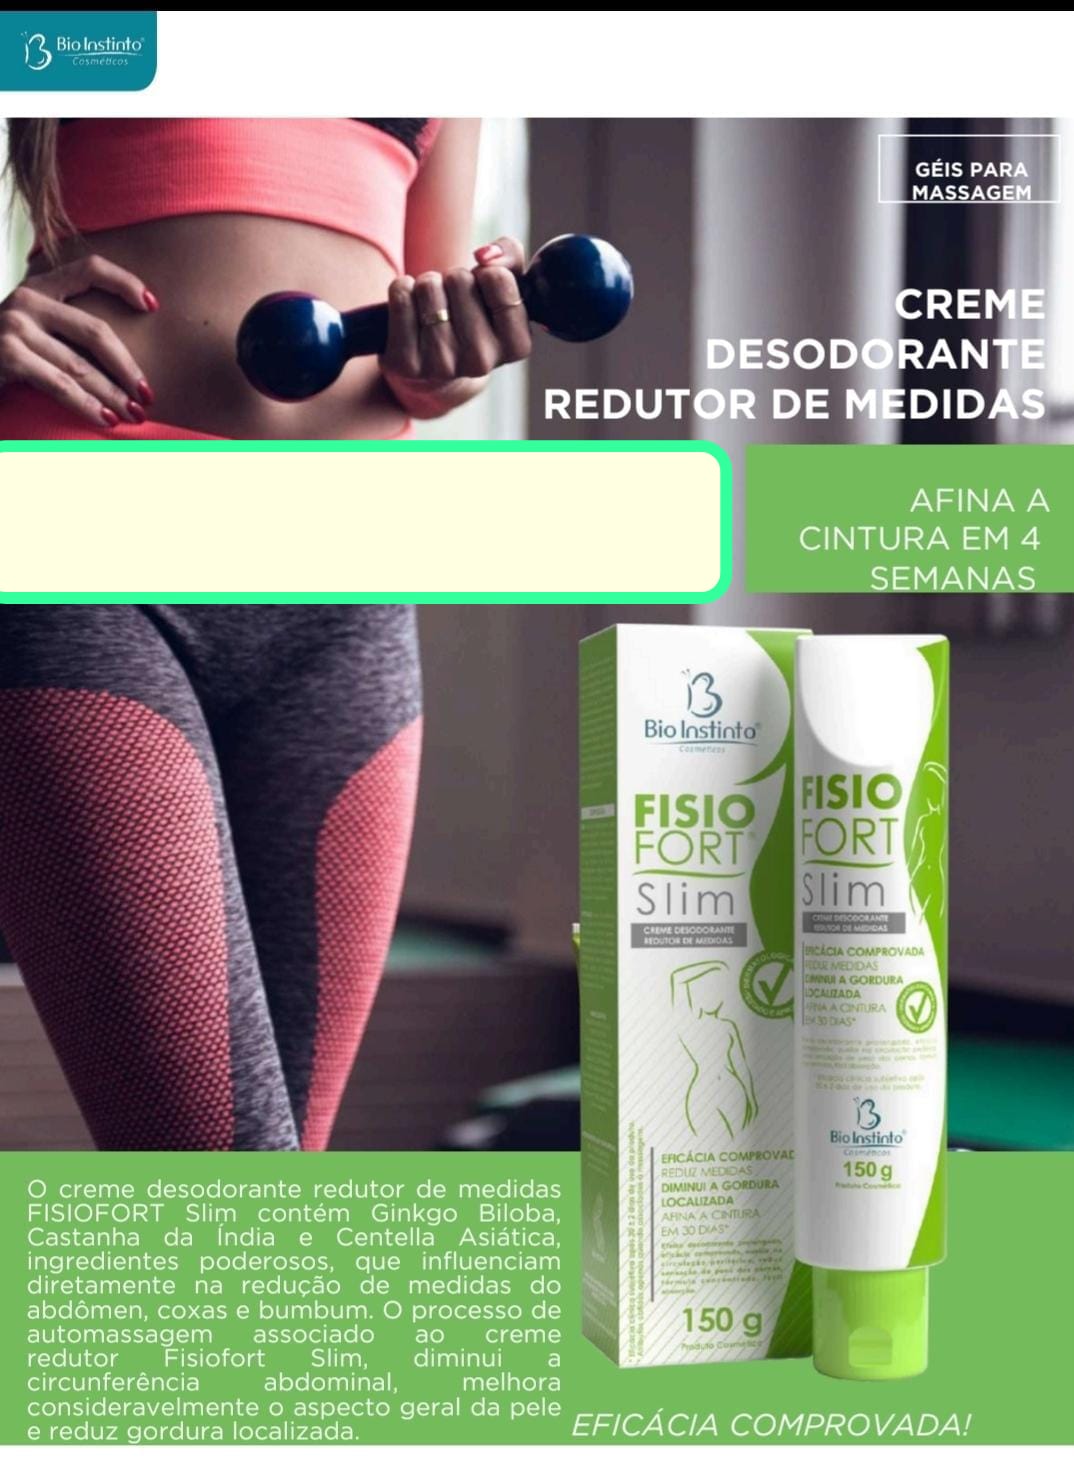 Bio Instinto®
Cosméticos
GÉIS PARA
MASSAGEM
CREME
DESODORANTE
REDUTOR DE MEDIDAS
AFINA A
CINTURA EM 4
SEMANAS
Bio Instinto®
Cosméticos
FISIO
FORT®
Slim
CREME DESODORANTE
REDUTOR DE MEDIDAS
EFICÁCIA COMPROVAD
REDUZ MEDIDAS
DIMINUI A GORDURA
LOCALIZADA
AFINA A CINTURA
EM 30 DIAS*
150 g
Produto Cosmético
FISIO
FORT
Slim
CREME DESODORANTE
REDUTOR DE MEDIDAS
EFICÁCIA COMPROVADA
REDUZ MEDIDAS
DIMINUI A GORDURA
LOCALIZADA
AFINA A CINTURA
EM 30 DIAS*
Bio Instinto®
Cosméticos
150 g
Produto Cosmético
O creme desodorante redutor de medidas
FISIOFORT Slim contém Ginkgo Biloba,
Castanha da Índia e Centella Asiática,
ingredientes poderosos, que influenciam
diretamente na redução de medidas do
abdômen, coxas e bumbum. O processo de
automassagem associado ao creme
redutor Fisiofort Slim, diminui a
circunferência abdominal, melhora
consideravelmente o aspecto geral da pele
e reduz gordura localizada.
EFICÁCIA COMPROVADA!